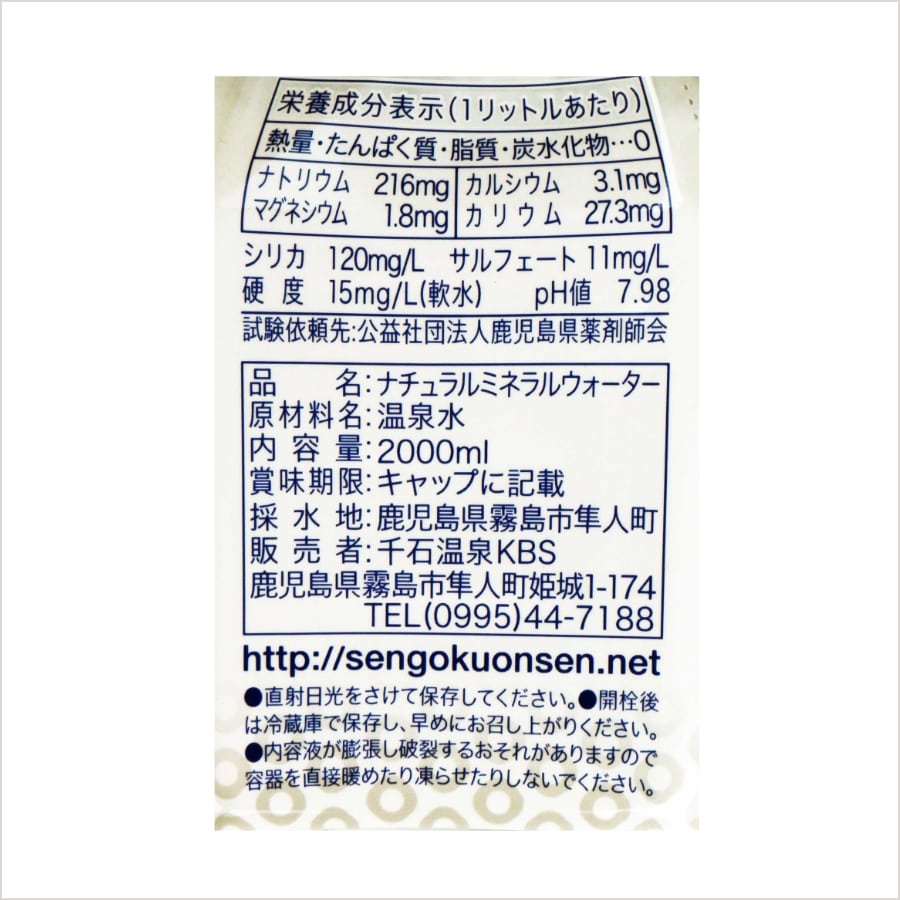 栄養成分表示(1リットルあたり)
熱量・たんぱく質・脂質・炭水化物…0
ナトリウム 216mg カルシウム 3.1mg
マグネシウム 1.8mg カリウム 27.3mg
シリカ 120mg/L サルフェート 11mg/L
硬度 15mg/L(軟水) pH値 7.98
試験依頼先:公益社団法人鹿児島県薬剤師会
品名:ナチュラルミネラルウォーター
原材料名:温泉水
内容量:2000ml
賞味期限:キャップに記載
採水地:鹿児島県霧島市隼人町
販売者:千石温泉KBS
鹿児島県霧島市隼人町姫城1-174
TEL(0995)44-7188
http://sengokuonsen.net
●直射日光をさけて保存してください。●開栓後
は冷蔵庫で保存し、早めにお召し上がりください。
●内容液が膨張し破裂するおそれがありますので
容器を直接暖めたり凍らせたりしないでください。